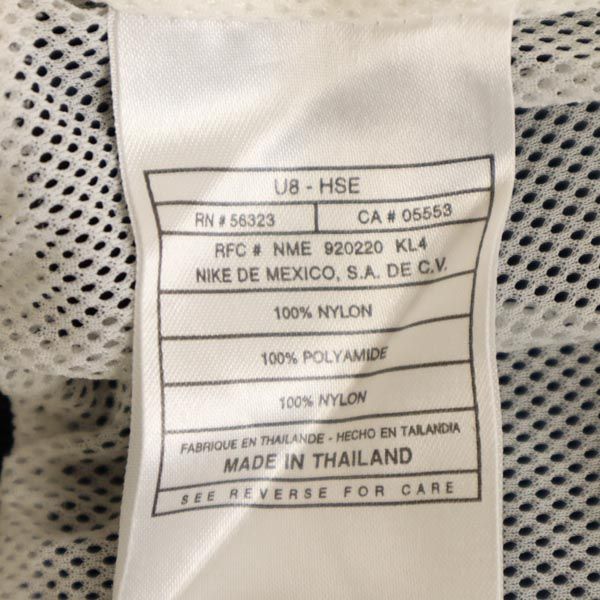 U8 - HSE
RN # 56323 CA # 05553
RFC # NME 920220 KL4
NIKE DE MEXICO, S.A. DE C.V.
100% NYLON
100% POLYAMIDE
100% NYLON
FABRIQUE EN THAILANDE - HECHO EN TAILANDIA
MADE IN THAILAND
SEE REVERSE FOR CARE